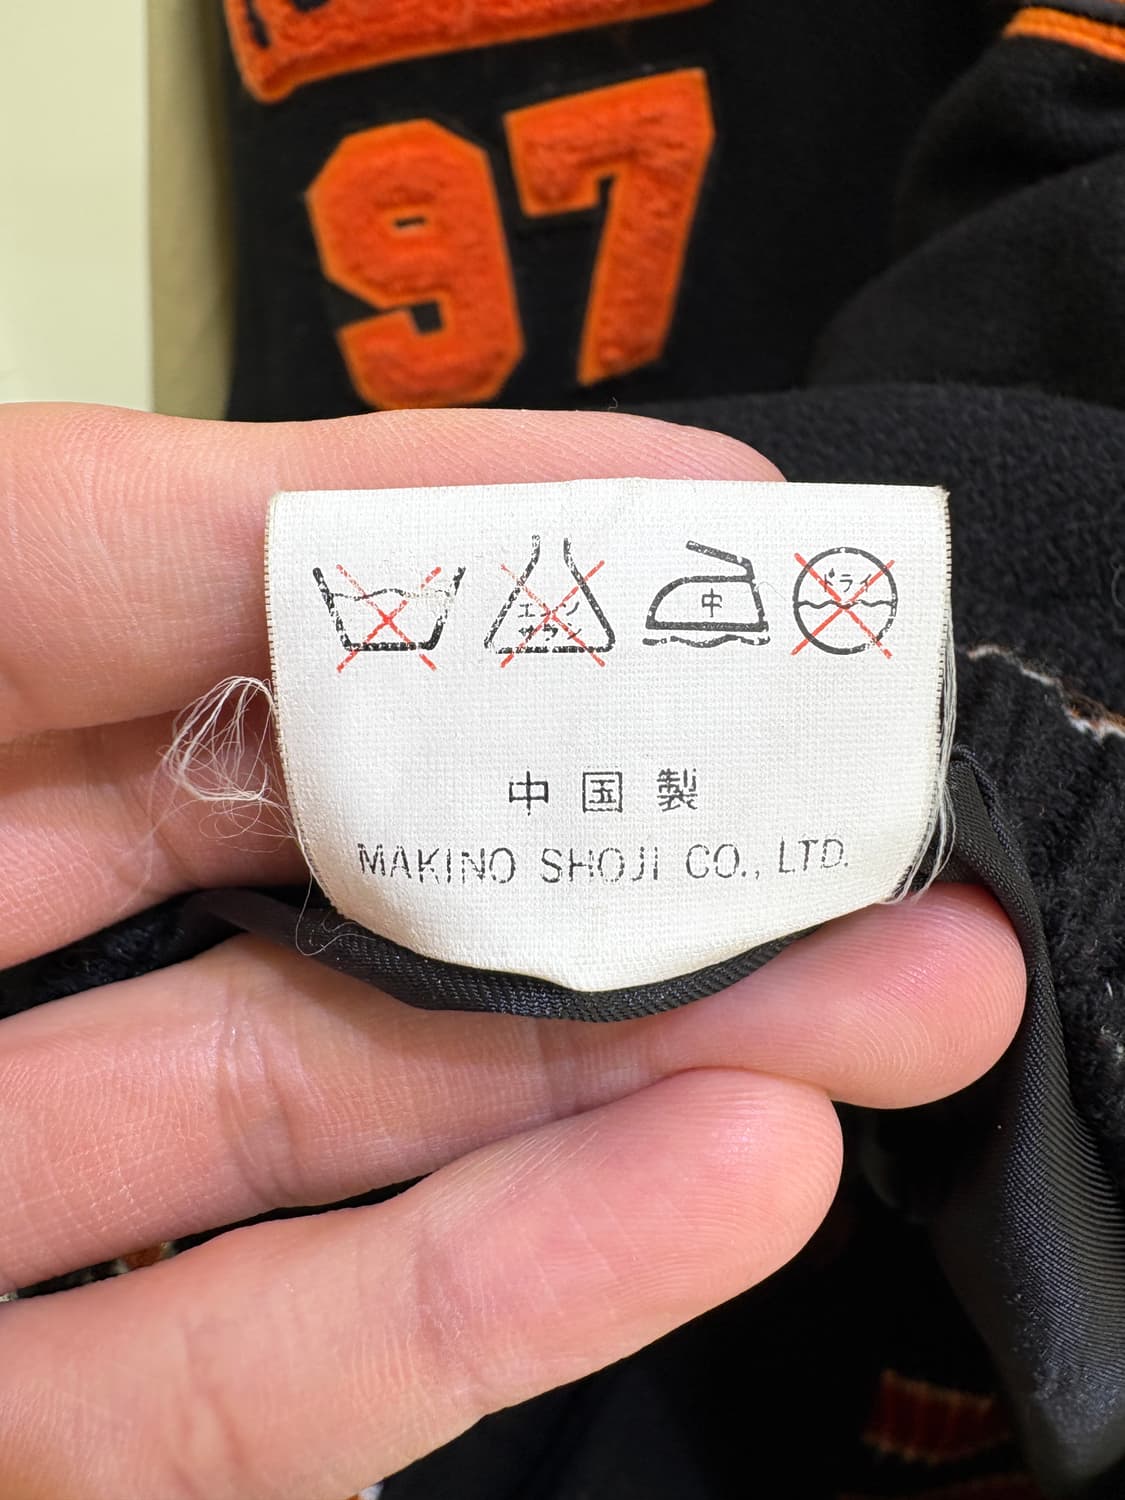 97
エンソ
サラシ
中
ドライ
中国製
MAKINO SHOJI CO., LTD.